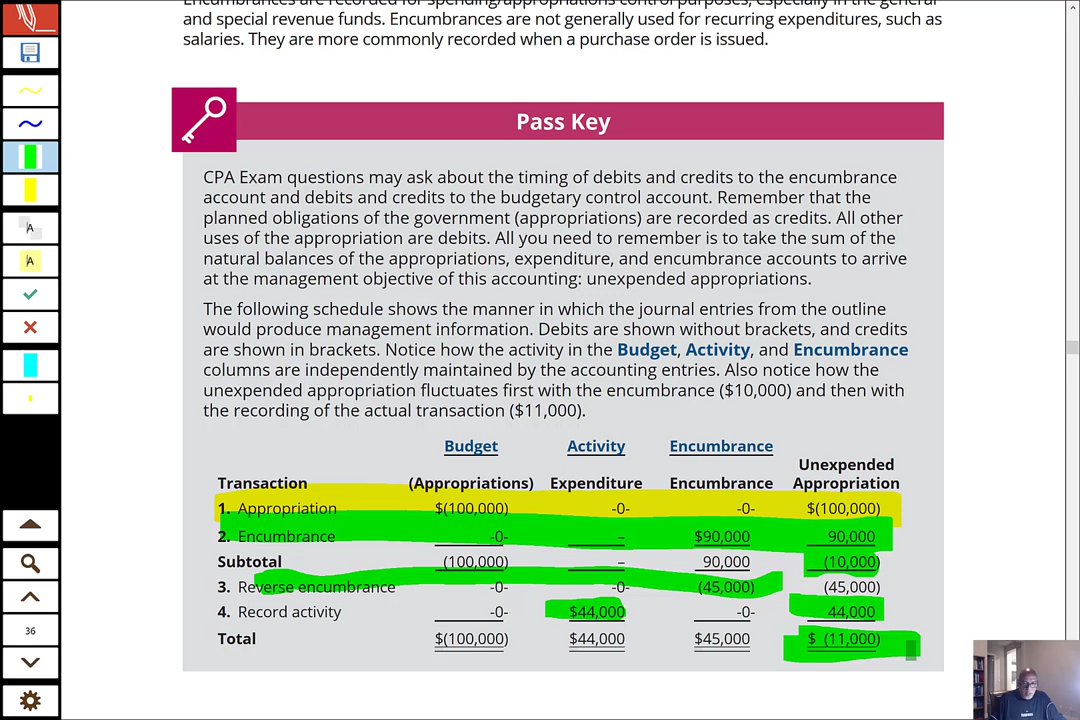 Encumbrances are recorded for spending/appropriations control purposes, especially in the general
and special revenue funds. Encumbrances are not generally used for recurring expenditures, such as
salaries. They are more commonly recorded when a purchase order is issued.
Pass Key
CPA Exam questions may ask about the timing of debits and credits to the encumbrance
account and debits and credits to the budgetary control account. Remember that the
planned obligations of the government (appropriations) are recorded as credits. All other
uses of the appropriation are debits. All you need to remember is to take the sum of the
natural balances of the appropriations, expenditure, and encumbrance accounts to arrive
at the management objective of this accounting: unexpended appropriations.
The following schedule shows the manner in which the journal entries from the outline
would produce management information. Debits are shown without brackets, and credits
are shown in brackets. Notice how the activity in the Budget, Activity, and Encumbrance
columns are independently maintained by the accounting entries. Also notice how the
unexpended appropriation fluctuates first with the encumbrance ($10,000) and then with
the recording of the actual transaction ($11,000).
Budget Activity Encumbrance
Unexpended
Transaction (Appropriations) Expenditure Encumbrance Appropriation
1. Appropriation $(100,000) -0- -0- $(100,000)
2. Encumbrance -0- – $90,000 90,000
Subtotal (100,000) – 90,000 (10,000)
3. Reverse encumbrance -0- -0- (45,000) (45,000)
4. Record activity -0- $44,000 -0- 44,000
Total $(100,000) $44,000 $45,000 $ (11,000)
A
A
36